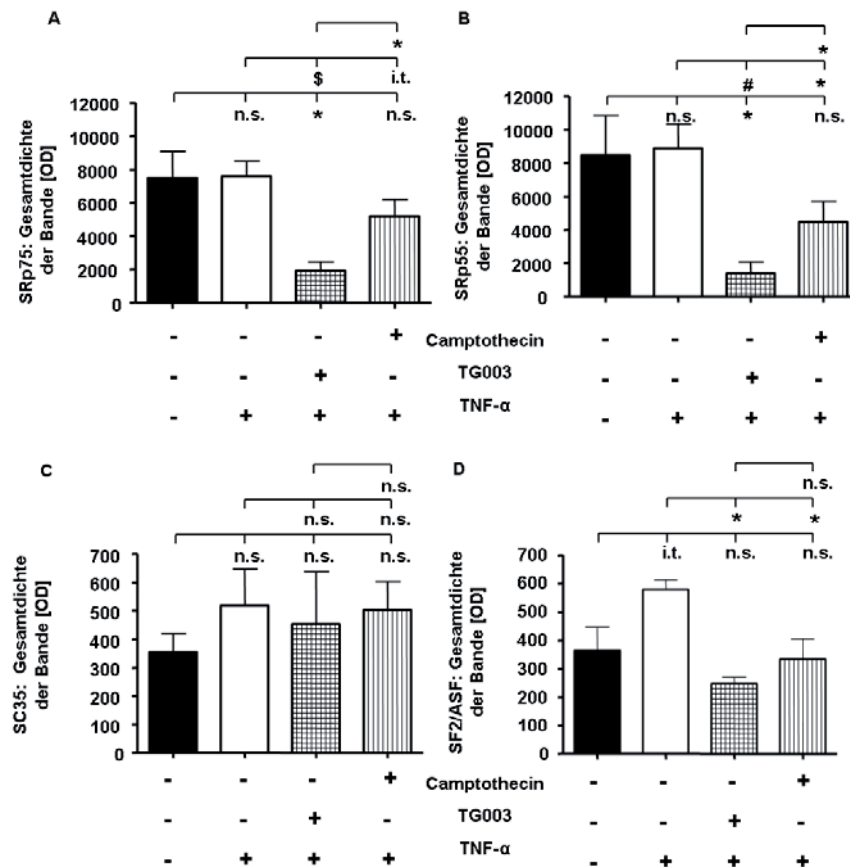 A
*
$ i.t.
n.s. * n.s.
12000
10000
8000
6000
4000
2000
0
SRp75: Gesamtdichte
der Bande [OD]
- - - +
- - + -
- + + +
B
*
# *
n.s. * n.s.
12000
10000
8000
6000
4000
2000
0
SRp55: Gesamtdichte
der Bande [OD]
Camptothecin
TG003
TNF-α
- - - +
- - + -
- + + +
C
n.s.
n.s. n.s.
n.s. n.s. n.s.
700
600
500
400
300
200
100
0
SC35: Gesamtdichte
der Bande [OD]
- - - +
- - + -
- + + +
D
n.s.
* *
i.t. n.s. n.s.
700
600
500
400
300
200
100
0
SF2/ASF: Gesamtdichte
der Bande [OD]
Camptothecin
TG003
TNF-α
- - - +
- - + -
- + + +